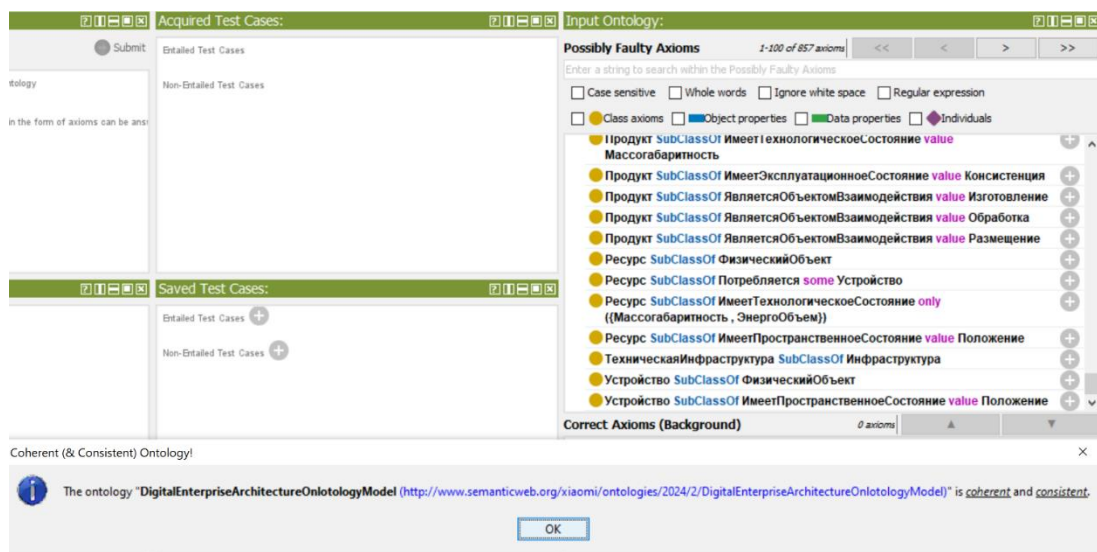 Acquired Test Cases:
Input Ontology:
Submit
Entailed Test Cases
Possibly Faulty Axioms 1-100 of 857 axioms << < > >>
Enter a string to search within the Possibly Faulty Axioms
Non-Entailed Test Cases
Case sensitive Whole words Ignore white space Regular expression
in the form of axioms can be
Class axioms Object properties Data properties Individuals
Продукт SubClassOf ИмеетТехнологическоеСостояние value
Массогабаритность
Продукт SubClassOf ИмеетЭксплуатационноеСостояние value Консистенция
Продукт SubClassOf ЯвляетсяОбъектомВзаимодействия value Изготовление
Продукт SubClassOf ЯвляетсяОбъектомВзаимодействия value Обработка
Продукт SubClassOf ЯвляетсяОбъектомВзаимодействия value Размещение
Ресурс SubClassOf ФизическийОбъект
Ресурс SubClassOf Потребляется some Устройство
Saved Test Cases:
Entailed Test Cases
Ресурс SubClassOf ИмеетТехнологическоеСостояние only
({Массогабаритность , ЭнергоОбъем})
Non-Entailed Test Cases
Ресурс SubClassOf ИмеетПространственноеСостояние value Положение
ТехническаяИнфраструктура SubClassOf Инфраструктура
Устройство SubClassOf ФизическийОбъект
Устройство SubClassOf ИмеетПространственноеСостояние value Положение
Correct Axioms (Background) 0 axioms
Coherent (& Consistent) Ontology!
The ontology "DigitalEnterpriseArchitectureOnlotologyModel (http://www.semanticweb.org/xiaomi/ontologies/2024/2/DigitalEnterpriseArchitectureOnlotologyModel)" is coherent and consistent.
OK